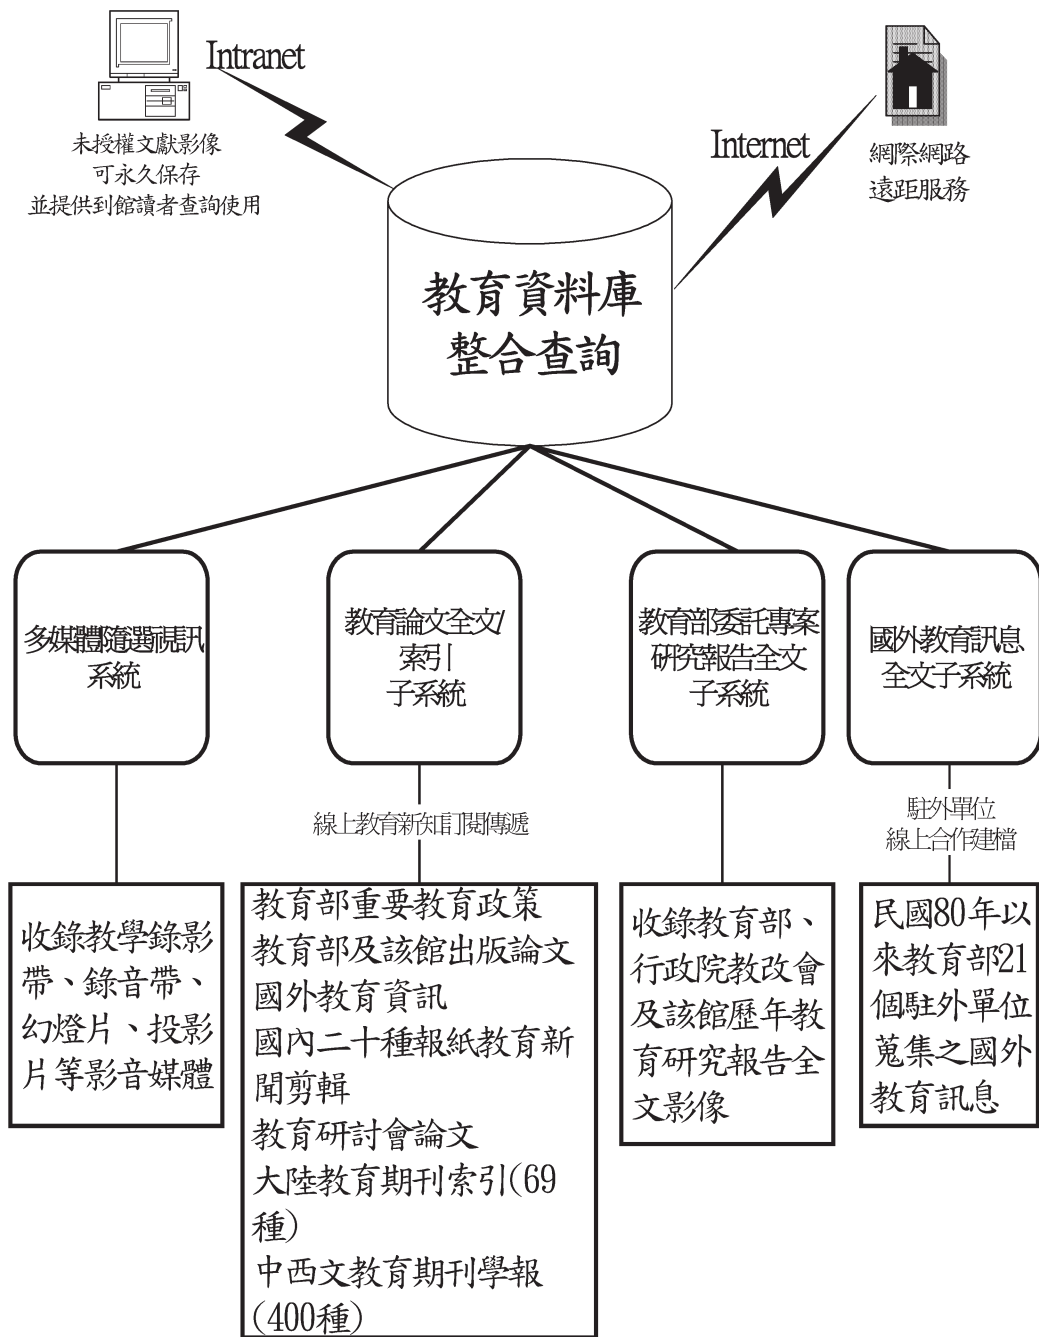 Intranet
未授權文獻影像
可永久保存
並提供到館讀者查詢使用
Internet
網際網路
遠距服務
教育資料庫
整合查詢
多媒體隨選視訊
系統
教育論文全文/
索引
子系統
教育部委託專案
研究報告全文
子系統
國外教育訊息
全文子系統
線上教育新知訂閱傳遞
駐外單位
線上合作建檔
收錄教學錄影
帶、錄音帶、
幻燈片、投影
片等影音媒體
教育部重要教育政策
教育部及該館出版論文
國外教育資訊
國內二十種報紙教育新
聞剪輯
教育研討會論文
大陸教育期刊索引(69
種)
中西文教育期刊學報
(400種)
收錄教育部、
行政院教改會
及該館歷年教
育研究報告全
文影像
民國80年以
來教育部21
個駐外單位
蒐集之國外
教育訊息